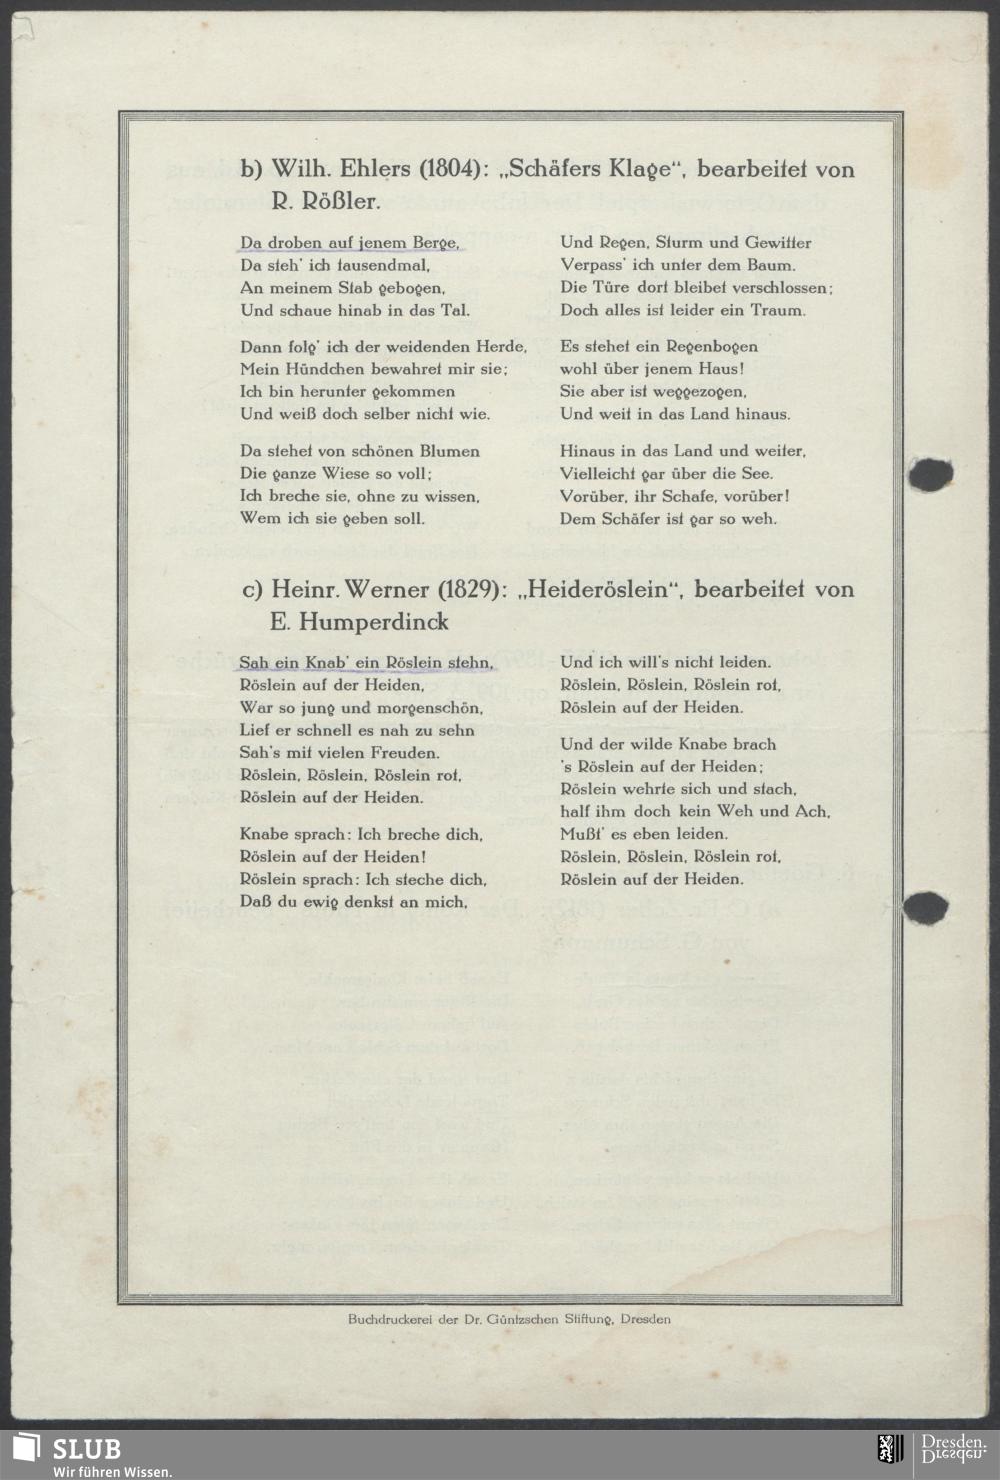 b) Wilh. Ehlers (1804): „Schäfers Klage“, bearbeitet von
R. Rößler.
Da droben auf jenem Berge,
Da steh' ich tausendmal,
An meinem Stab gebogen,
Und schaue hinab in das Tal.
Dann folg' ich der weidenden Herde,
Mein Hündchen bewahret mir sie;
Ich bin herunter gekommen
Und weiß doch selber nicht wie.
Da stehet von schönen Blumen
Die ganze Wiese so voll;
Ich breche sie, ohne zu wissen,
Wem ich sie geben soll.
Und Regen, Sturm und Gewitter
Verpass' ich unter dem Baum.
Die Türe dort bleibet verschlossen;
Doch alles ist leider ein Traum.
Es stehet ein Regenbogen
wohl über jenem Haus!
Sie aber ist weggezogen,
Und weit in das Land hinaus.
Hinaus in das Land und weiter,
Vielleicht gar über die See.
Vorüber, ihr Schafe, vorüber!
Dem Schäfer ist gar so weh.
c) Heinr. Werner (1829): „Heideröslein“, bearbeitet von
E. Humperdinck
Sah ein Knab' ein Röslein stehn,
Röslein auf der Heiden,
War so jung und morgenschön,
Lief er schnell es nah zu sehn
Sah's mit vielen Freuden.
Röslein, Röslein, Röslein rot,
Röslein auf der Heiden.
Knabe sprach: Ich breche dich,
Röslein auf der Heiden!
Röslein sprach: Ich steche dich,
Daß du ewig denkst an mich,
Und ich will's nicht leiden.
Röslein, Röslein, Röslein rot,
Röslein auf der Heiden.
Und der wilde Knabe brach
's Röslein auf der Heiden;
Röslein wehrte sich und stach,
half ihm doch kein Weh und Ach,
Mußt' es eben leiden.
Röslein, Röslein, Röslein rot,
Röslein auf der Heiden.
Buchdruckerei der Dr. Güntzschen Stiftung, Dresden
SLUB
Wir führen Wissen.
Dresden.
Dresden.